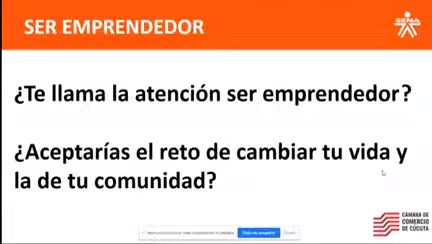 SER EMPRENDEDOR
SENA
¿Te llama la atención ser emprendedor?
¿Aceptarías el reto de cambiar tu vida y
la de tu comunidad?
CÁMARA DE
COMERCIO
DE CÚCUTA